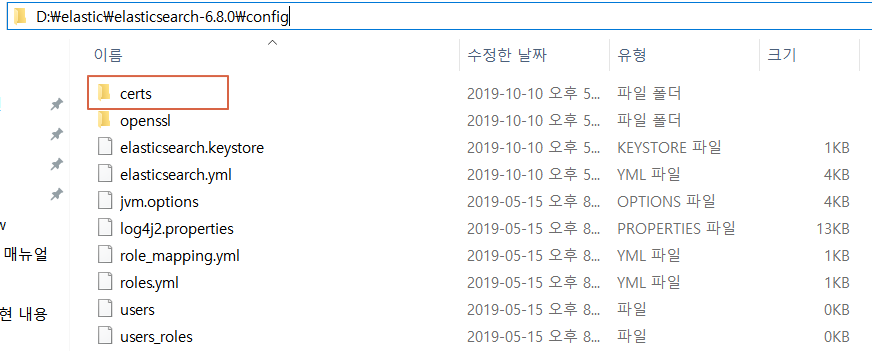 D:₩elastic₩elasticsearch-6.8.0₩config
이름 수정한 날짜 유형 크기
certs 2019-10-10 오후 5... 파일 폴더
openssl 2019-10-10 오후 5... 파일 폴더
elasticsearch.keystore 2019-10-10 오후 5... KEYSTORE 파일 1KB
elasticsearch.yml 2019-10-10 오후 5... YML 파일 4KB
jvm.options 2019-05-15 오후 8... OPTIONS 파일 4KB
log4j2.properties 2019-05-15 오후 8... PROPERTIES 파일 13KB
w
매뉴얼 role_mapping.yml 2019-05-15 오후 8... YML 파일 1KB
roles.yml 2019-05-15 오후 8... YML 파일 1KB
현 내용 users 2019-05-15 오후 8... 파일 0KB
users_roles 2019-05-15 오후 8... 파일 0KB